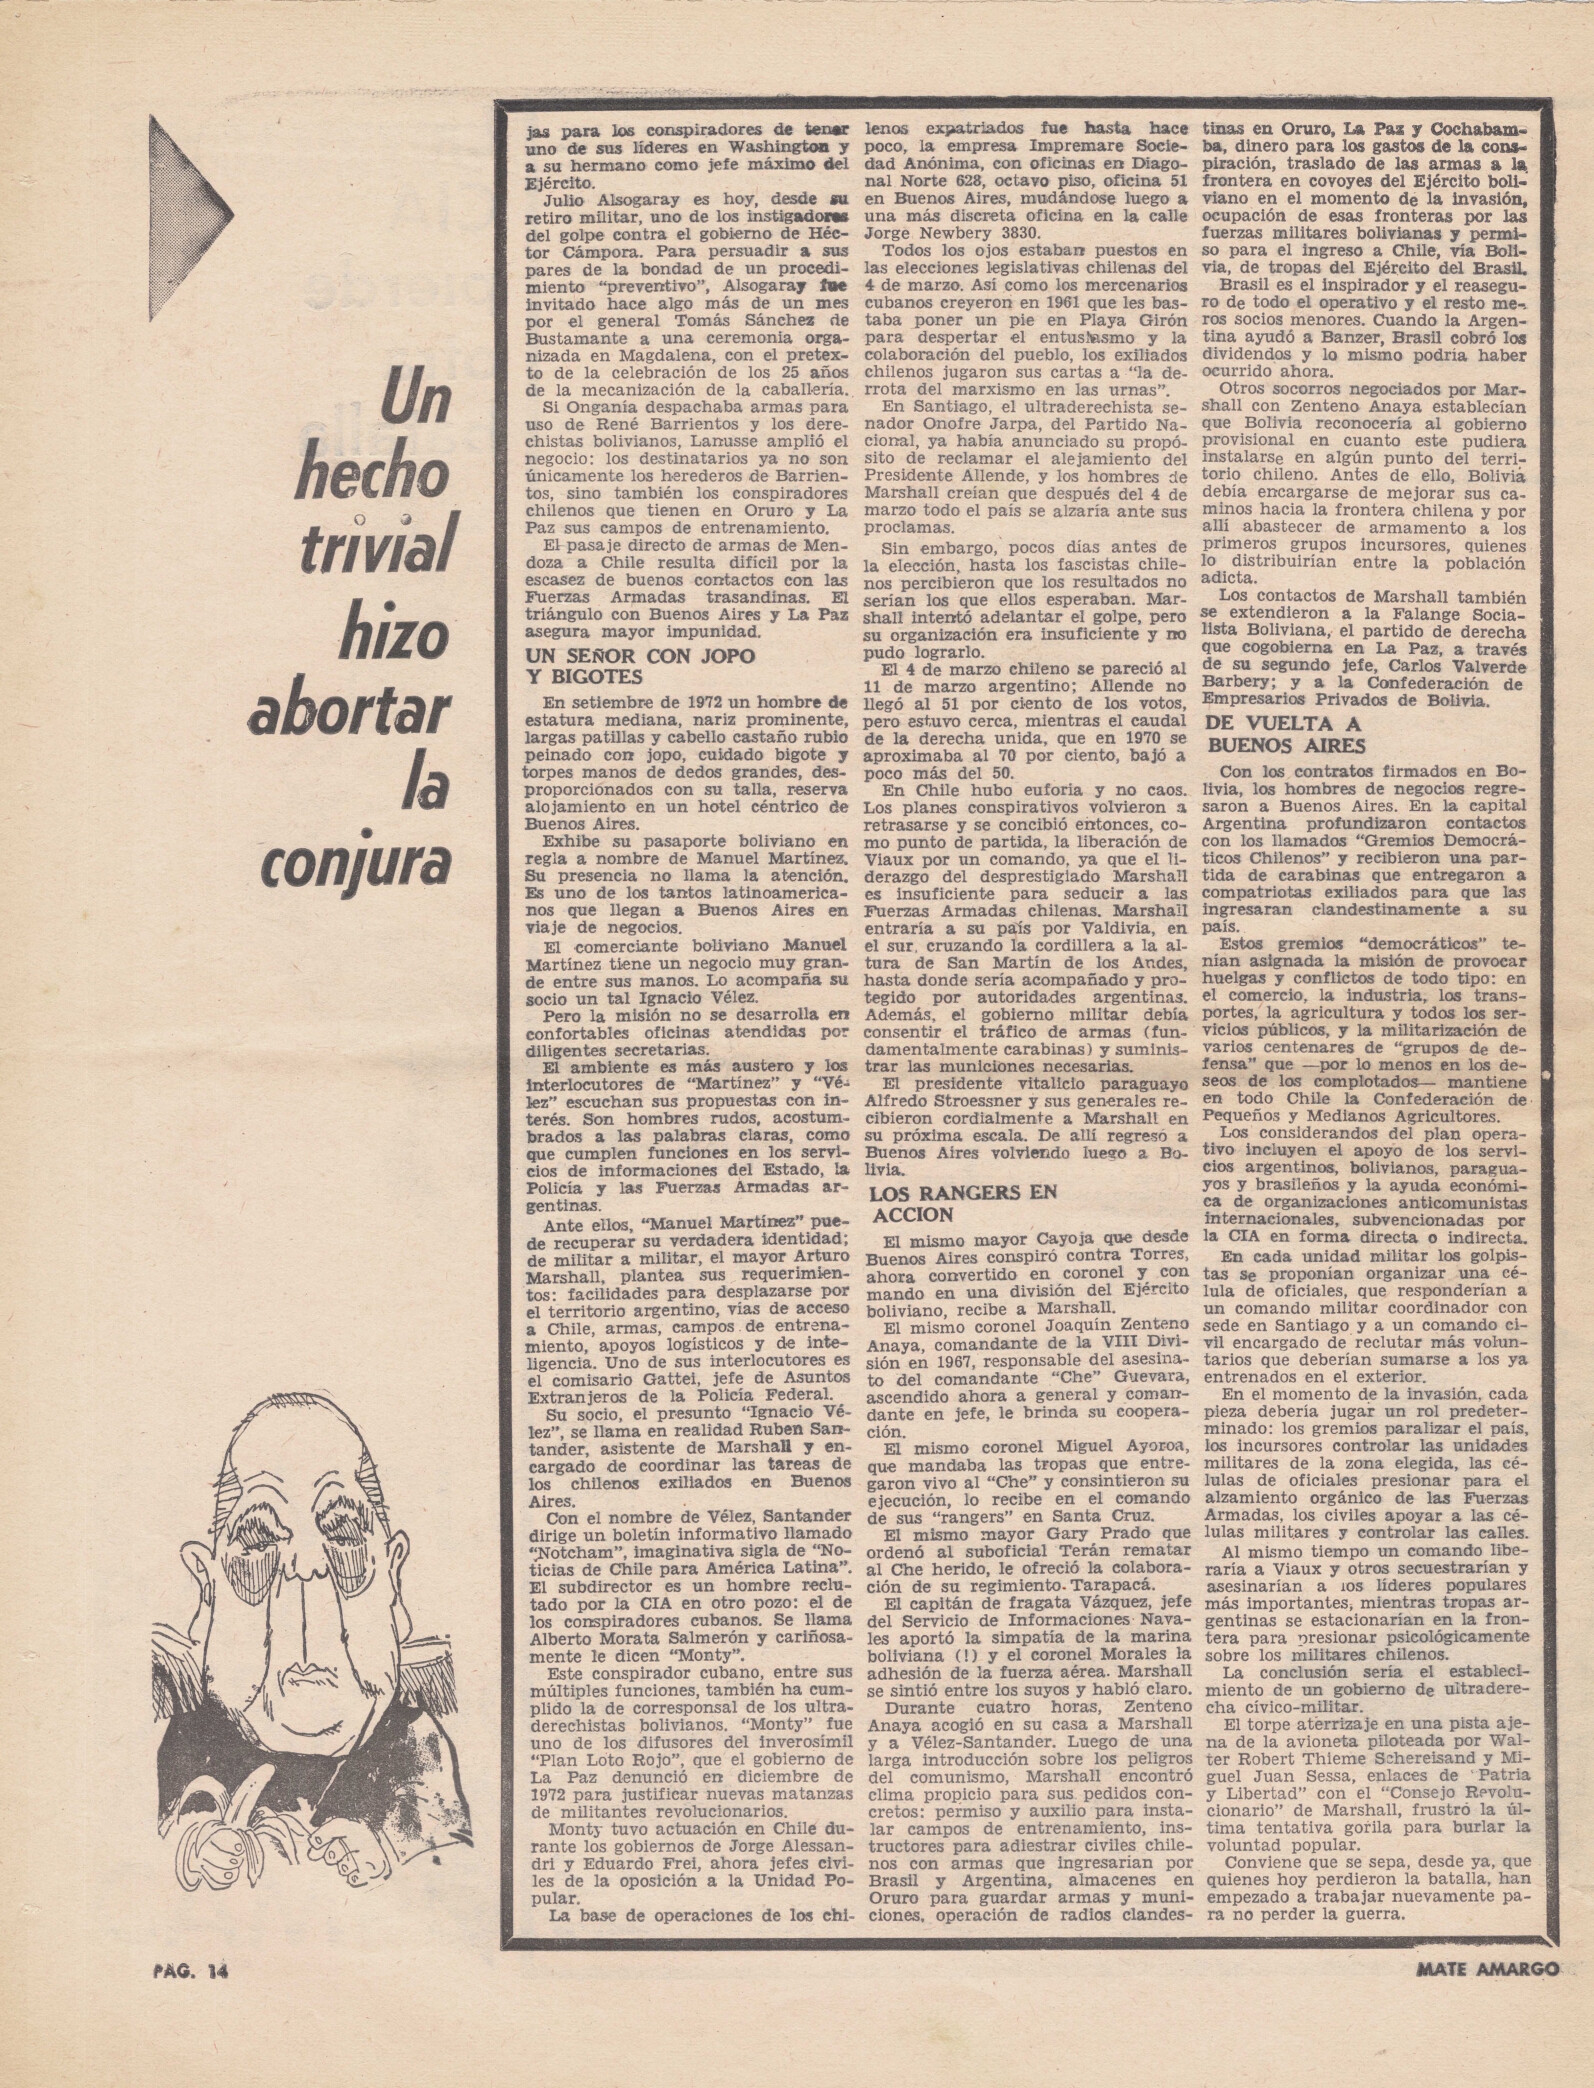 Un
hecho
trivial
hizo
abortar
la
conjura
jas para los conspiradores de tener
uno de sus líderes en Washington y
a su hermano como jefe máximo del
Ejército.
Julio Alsogaray es hoy, desde su
retiro militar, uno de los instigadores
del golpe contra el gobierno de Héc-
tor Cámpora. Para persuadir a sus
pares de la bondad de un procedi-
miento "preventivo", Alsogaray fue
invitado hace algo más de un mes
por el general Tomás Sánchez de
Bustamante a una ceremonia orga-
nizada en Magdalena, con el pretex-
to de la celebración de los 25 años
de la mecanización de la caballería.
Si Onganía despachaba armas para
uso de René Barrientos y los dere-
chistas bolivianos, Lanusse amplió el
negocio: los destinatarios ya no son
únicamente los herederos de Barrien-
tos, sino también los conspiradores
chilenos que tienen en Oruro y La
Paz sus campos de entrenamiento.
El pasaje directo de armas de Men-
doza a Chile resulta difícil por la
escasez de buenos contactos con las
Fuerzas Armadas trasandinas. El
triángulo con Buenos Aires y La Paz
asegura mayor impunidad.
UN SEÑOR CON JOPO
Y BIGOTES
En setiembre de 1972 un hombre de
estatura mediana, nariz prominente,
largas patillas y cabello castaño rubio
peinado con jopo, cuidado bigote y
torpes manos de dedos grandes, des-
proporcionados con su talla, reserva
alojamiento en un hotel céntrico de
Buenos Aires.
Exhibe su pasaporte boliviano en
regla a nombre de Manuel Martínez.
Su presencia no llama la atención.
Es uno de los tantos latinoamerica-
nos que llegan a Buenos Aires en
viaje de negocios.
El comerciante boliviano Manuel
Martínez tiene un negocio muy gran-
de entre sus manos. Lo acompaña su
socio un tal Ignacio Vélez.
Pero la misión no se desarrolla en
confortables oficinas atendidas por
diligentes secretarias.
El ambiente es más austero y los
interlocutores de "Martínez" y "Vé-
lez" escuchan sus propuestas con in-
terés. Son hombres rudos, acostum-
brados a las palabras claras, como
que cumplen funciones en los servi-
cios de informaciones del Estado, la
Policía y las Fuerzas Armadas ar-
gentinas.
Ante ellos, "Manuel Martínez" pue-
de recuperar su verdadera identidad;
de militar a militar, el mayor Arturo
Marshall, plantea sus requerimien-
tos: facilidades para desplazarse por
el territorio argentino, vías de acceso
a Chile, armas, campos de entrena-
miento, apoyos logísticos y de inte-
ligencia. Uno de sus interlocutores es
el comisario Gattei, jefe de Asuntos
Extranjeros de la Policía Federal.
Su socio, el presunto "Ignacio Vé-
lez", se llama en realidad Ruben San-
tander, asistente de Marshall y en-
cargado de coordinar las tareas de
los chilenos exiliados en Buenos
Aires.
Con el nombre de Vélez, Santander
dirige un boletín informativo llamado
"Notcham", imaginativa sigla de "No-
ticias de Chile para América Latina".
El subdirector es un hombre reclu-
tado por la CIA en otro pozo: el de
los conspiradores cubanos. Se llama
Alberto Morata Salmerón y cariñosa-
mente le dicen "Monty".
Este conspirador cubano, entre sus
múltiples funciones, también ha cum-
plido la de corresponsal de los ultra-
derechistas bolivianos. "Monty" fue
uno de los difusores del inverosímil
"Plan Loto Rojo", que el gobierno de
La Paz denunció en diciembre de
1972 para justificar nuevas matanzas
de militantes revolucionarios.
Monty tuvo actuación en Chile du-
rante los gobiernos de Jorge Alessan-
dri y Eduardo Frei, ahora jefes civi-
les de la oposición a la Unidad Po-
pular.
La base de operaciones de los chi-
lenos expatriados fue hasta hace
poco, la empresa Impremare Socie-
dad Anónima, con oficinas en Diago-
nal Norte 628, octavo piso, oficina 51
en Buenos Aires, mudándose luego a
una más discreta oficina en la calle
Jorge Newbery 3830.
Todos los ojos estaban puestos en
las elecciones legislativas chilenas del
4 de marzo. Así como los mercenarios
cubanos creyeron en 1961 que les bas-
taba poner un pie en Playa Girón
para despertar el entusiasmo y la
colaboración del pueblo, los exiliados
chilenos jugaron sus cartas a "la de-
rrota del marxismo en las urnas".
En Santiago, el ultraderechista se-
nador Onofre Jarpa, del Partido Na-
cional, ya había anunciado su propó-
sito de reclamar el alejamiento del
Presidente Allende, y los hombres de
Marshall creían que después del 4 de
marzo todo el país se alzaría ante sus
proclamas.
Sin embargo, pocos días antes de
la elección, hasta los fascistas chile-
nos percibieron que los resultados no
serían los que ellos esperaban. Mar-
shall intentó adelantar el golpe, pero
su organización era insuficiente y no
pudo lograrlo.
El 4 de marzo chileno se pareció al
11 de marzo argentino; Allende no
llegó al 51 por ciento de los votos,
pero estuvo cerca, mientras el caudal
de la derecha unida, que en 1970 se
aproximaba al 70 por ciento, bajó a
poco más del 50.
En Chile hubo euforia y no caos.
Los planes conspirativos volvieron a
retrasarse y se concibió entonces, co-
mo punto de partida, la liberación de
Viaux por un comando, ya que el li-
derazgo del desprestigiado Marshall
es insuficiente para seducir a las
Fuerzas Armadas chilenas. Marshall
entraría a su país por Valdivia, en
el sur, cruzando la cordillera a la al-
tura de San Martín de los Andes,
hasta donde sería acompañado y pro-
tegido por autoridades argentinas.
Además, el gobierno militar debía
consentir el tráfico de armas (fun-
damentalmente carabinas) y suminis-
trar las municiones necesarias.
El presidente vitalicio paraguayo
Alfredo Stroessner y sus generales re-
cibieron cordialmente a Marshall en
su próxima escala. De allí regresó a
Buenos Aires volviendo luego a Bo-
livia.
LOS RANGERS EN
ACCION
El mismo mayor Cayoja que desde
Buenos Aires conspiró contra Torres,
ahora convertido en coronel y con
mando en una división del Ejército
boliviano, recibe a Marshall.
El mismo coronel Joaquín Zenteno
Anaya, comandante de la VIII Divi-
sión en 1967, responsable del asesina-
to del comandante "Che" Guevara,
ascendido ahora a general y coman-
dante en jefe, le brinda su coopera-
ción.
El mismo coronel Miguel Ayoroa,
que mandaba las tropas que entre-
garon vivo al "Che" y consintieron su
ejecución, lo recibe en el comando
de sus "rangers" en Santa Cruz.
El mismo mayor Gary Prado que
ordenó al suboficial Terán rematar
al Che herido, le ofreció la colabora-
ción de su regimiento. Tarapacá.
El capitán de fragata Vázquez, jefe
del Servicio de Informaciones Nava-
les aportó la simpatía de la marina
boliviana (!) y el coronel Morales la
adhesión de la fuerza aérea. Marshall
se sintió entre los suyos y habló claro.
Durante cuatro horas, Zenteno
Anaya acogió en su casa a Marshall
y a Vélez-Santander. Luego de una
larga introducción sobre los peligros
del comunismo, Marshall encontró
clima propicio para sus pedidos con-
cretos: permiso y auxilio para insta-
lar campos de entrenamiento, ins-
tructores para adiestrar civiles chile-
nos con armas que ingresarían por
Brasil y Argentina, almacenes en
Oruro para guardar armas y muni-
ciones, operación de radios clandes-
tinas en Oruro, La Paz y Cochabam-
ba, dinero para los gastos de la cons-
piración, traslado de las armas a la
frontera en covoyes del Ejército boli-
viano en el momento de la invasión,
ocupación de esas fronteras por las
fuerzas militares bolivianas y permi-
so para el ingreso a Chile, vía Boli-
via, de tropas del Ejército del Brasil.
Brasil es el inspirador y el reasegu-
ro de todo el operativo y el resto me-
ros socios menores. Cuando la Argen-
tina ayudó a Banzer, Brasil cobró los
dividendos y lo mismo podría haber
ocurrido ahora.
Otros socorros negociados por Mar-
shall con Zenteno Anaya establecían
que Bolivia reconocería al gobierno
provisional en cuanto este pudiera
instalarse en algún punto del terri-
torio chileno. Antes de ello, Bolivia
debía encargarse de mejorar sus ca-
minos hacia la frontera chilena y por
allí abastecer de armamento a los
primeros grupos incursores, quienes
lo distribuirían entre la población
adicta.
Los contactos de Marshall también
se extendieron a la Falange Socia-
lista Boliviana, el partido de derecha
que cogobierna en La Paz, a través
de su segundo jefe, Carlos Valverde
Barbery; y a la Confederación de
Empresarios Privados de Bolivia.
DE VUELTA A
BUENOS AIRES
Con los contratos firmados en Bo-
livia, los hombres de negocios regre-
saron a Buenos Aires. En la capital
Argentina profundizaron contactos
con los llamados "Gremios Democrá-
ticos Chilenos" y recibieron una par-
tida de carabinas que entregaron a
compatriotas exiliados para que las
ingresaran clandestinamente a su
país.
Estos gremios "democráticos" te-
nían asignada la misión de provocar
huelgas y conflictos de todo tipo: en
el comercio, la industria, los trans-
portes, la agricultura y todos los ser-
vicios públicos, y la militarización de
varios centenares de "grupos de de-
fensa" que —por lo menos en los de-
seos de los complotados— mantiene
en todo Chile la Confederación de
Pequeños y Medianos Agricultores.
Los considerandos del plan opera-
tivo incluyen el apoyo de los servi-
cios argentinos, bolivianos, paragua-
yos y brasileños y la ayuda económi-
ca de organizaciones anticomunistas
internacionales, subvencionadas por
la CIA en forma directa o indirecta.
En cada unidad militar los golpis-
tas se proponían organizar una cé-
lula de oficiales, que responderían a
un comando militar coordinador con
sede en Santiago y a un comando ci-
vil encargado de reclutar más volun-
tarios que deberían sumarse a los ya
entrenados en el exterior.
En el momento de la invasión, cada
pieza debería jugar un rol predeter-
minado: los gremios paralizar el país,
los incursores controlar las unidades
militares de la zona elegida, las cé-
lulas de oficiales presionar para el
alzamiento orgánico de las Fuerzas
Armadas, los civiles apoyar a las cé-
lulas militares y controlar las calles.
Al mismo tiempo un comando libe-
raría a Viaux y otros secuestrarían y
asesinarían a los líderes populares
más importantes, mientras tropas ar-
gentinas se estacionarían en la fron-
tera para presionar psicológicamente
sobre los militares chilenos.
La conclusión sería el estableci-
miento de un gobierno de ultradere-
cha cívico-militar.
El torpe aterrizaje en una pista aje-
na de la avioneta piloteada por Wal-
ter Robert Thieme Schereisand y Mi-
guel Juan Sessa, enlaces de "Patria
y Libertad" con el "Consejo Revolu-
cionario" de Marshall, frustró la úl-
tima tentativa gorila para burlar la
voluntad popular.
Conviene que se sepa, desde ya, que
quienes hoy perdieron la batalla, han
empezado a trabajar nuevamente pa-
ra no perder la guerra.
PAG. 14
MATE AMARGO